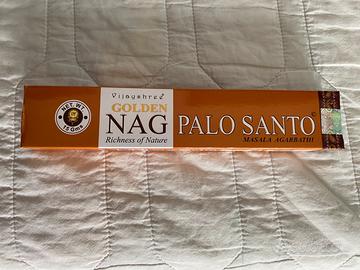 NET. WT.
15 Gms
Vijayshree
GOLDEN
NAG
Richness of Nature
PALO SANTO
MASALA AGARBATHI